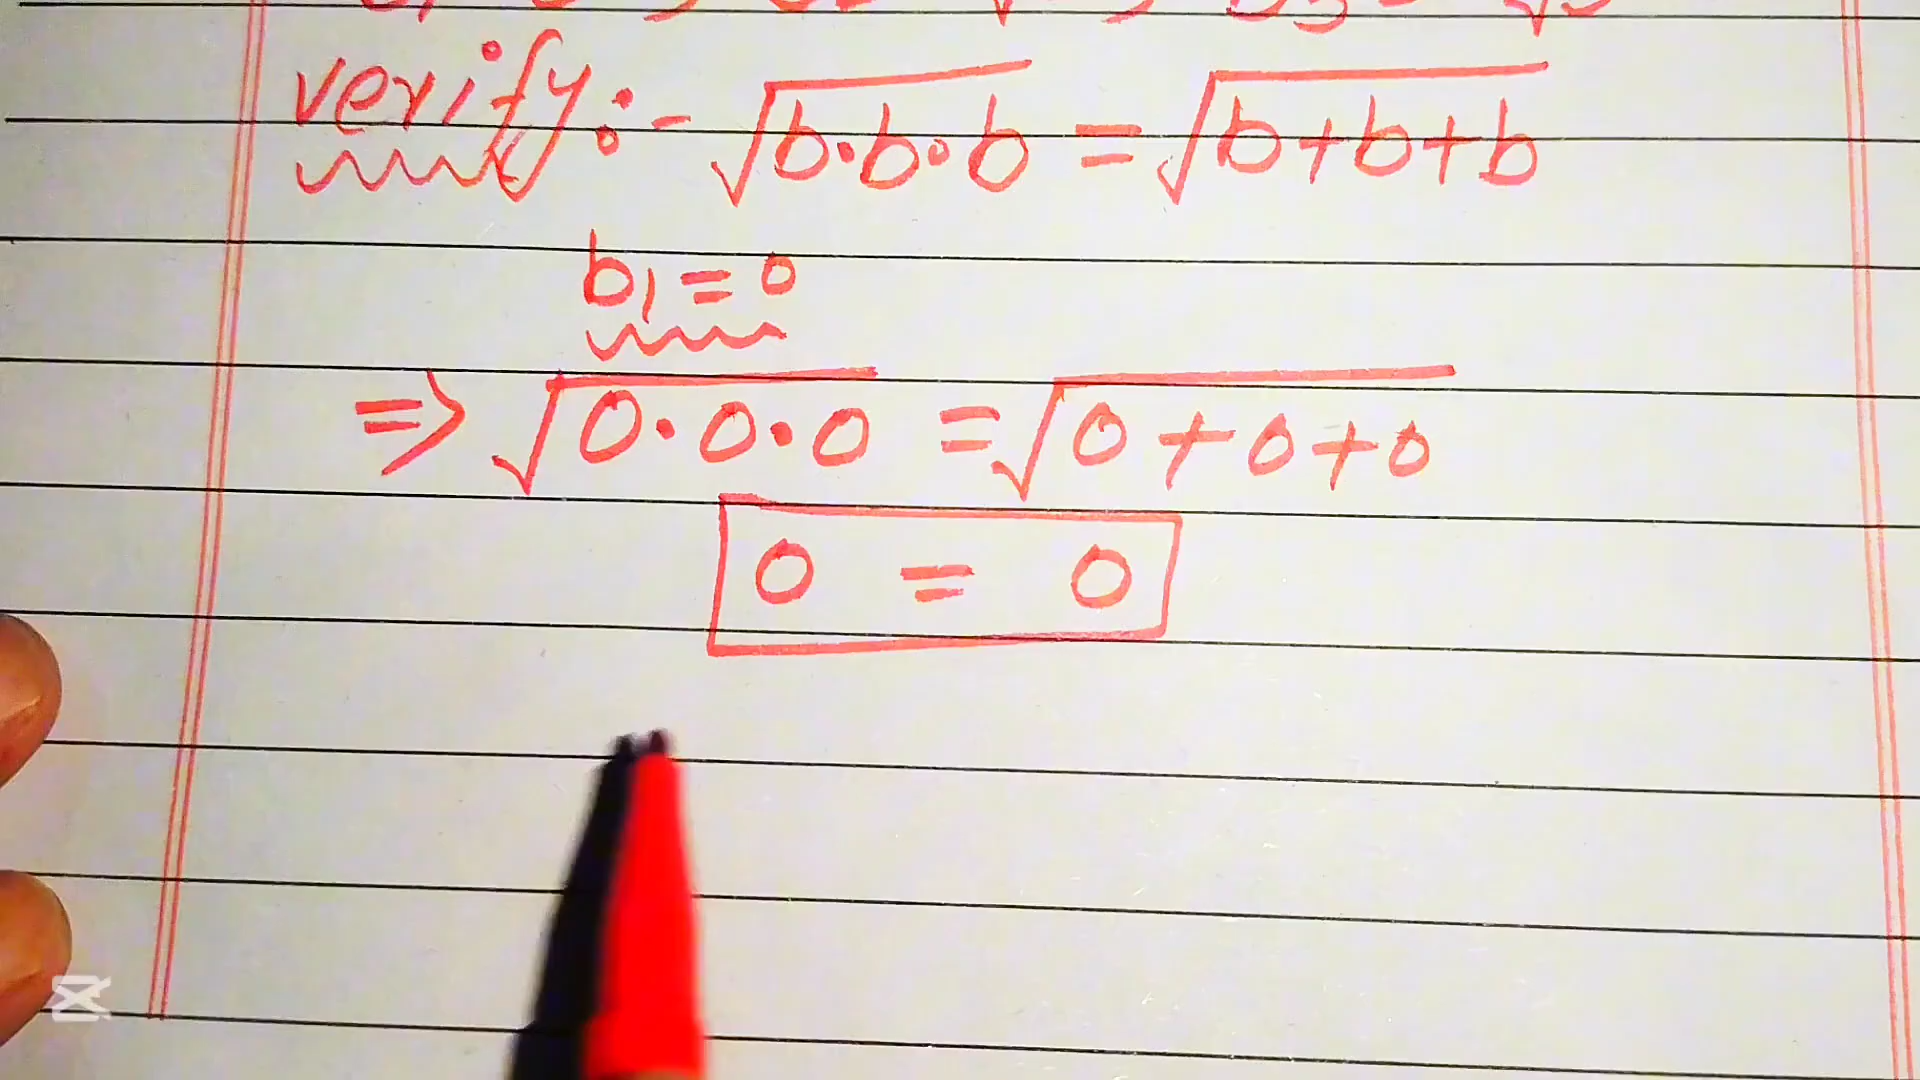 verify:- √b·b·b = √b+b+b
b₁ = 0
=> √0·0·0 = √0+0+0
0 = 0